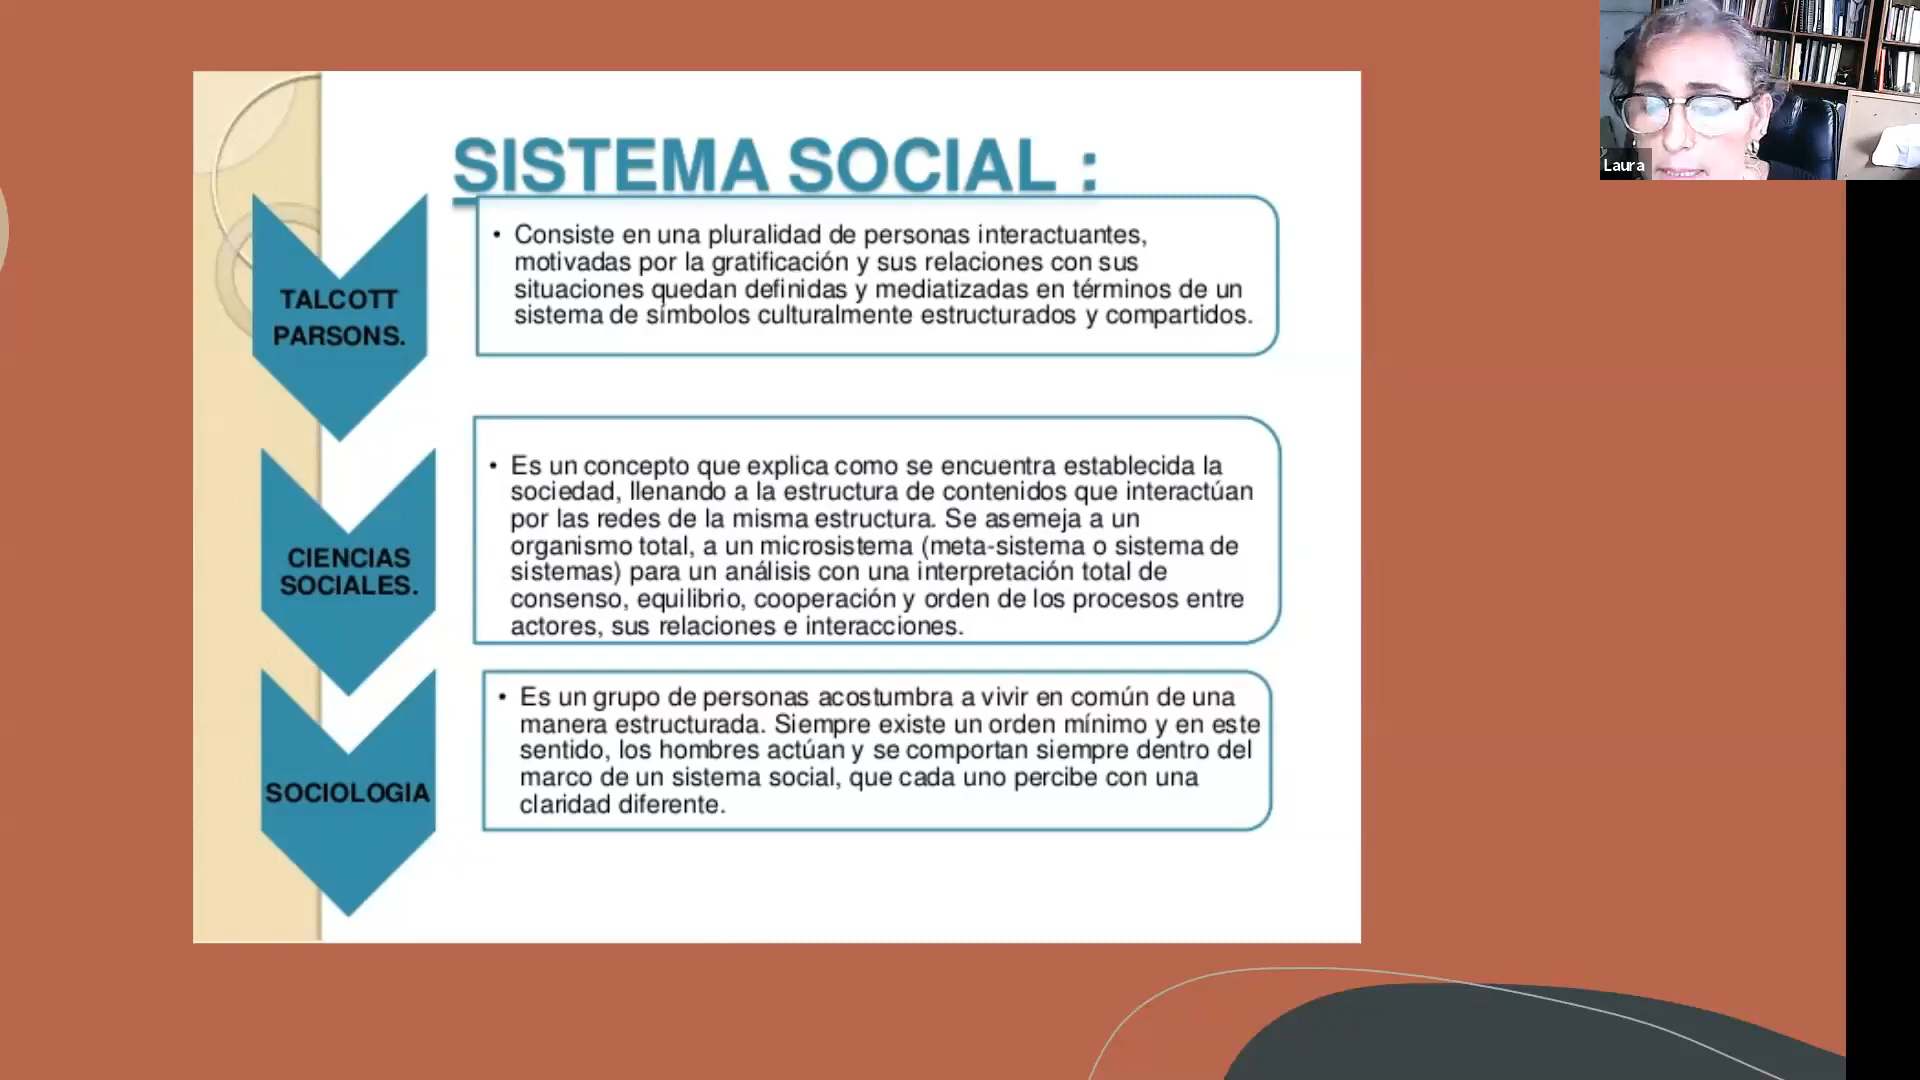 SISTEMA SOCIAL :
TALCOTT
PARSONS.
• Consiste en una pluralidad de personas interactuantes,
motivadas por la gratificación y sus relaciones con sus
situaciones quedan definidas y mediatizadas en términos de un
sistema de símbolos culturalmente estructurados y compartidos.
CIENCIAS
SOCIALES.
• Es un concepto que explica como se encuentra establecida la
sociedad, llenando a la estructura de contenidos que interactúan
por las redes de la misma estructura. Se asemeja a un
organismo total, a un microsistema (meta-sistema o sistema de
sistemas) para un análisis con una interpretación total de
consenso, equilibrio, cooperación y orden de los procesos entre
actores, sus relaciones e interacciones.
SOCIOLOGIA
• Es un grupo de personas acostumbra a vivir en común de una
manera estructurada. Siempre existe un orden mínimo y en este
sentido, los hombres actúan y se comportan siempre dentro del
marco de un sistema social, que cada uno percibe con una
claridad diferente.
Laura